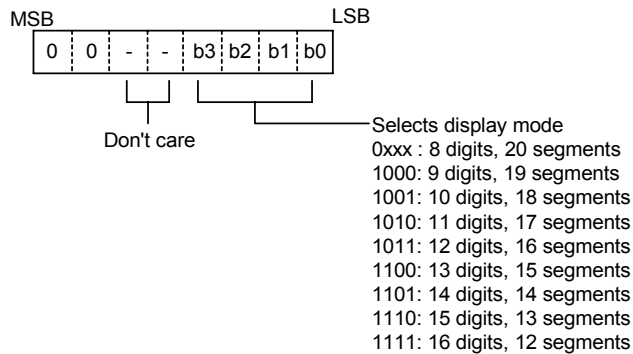 MSB LSB
0 0 - - b3 b2 b1 b0
Don't care
Selects display mode
0xxx : 8 digits, 20 segments
1000: 9 digits, 19 segments
1001: 10 digits, 18 segments
1010: 11 digits, 17 segments
1011: 12 digits, 16 segments
1100: 13 digits, 15 segments
1101: 14 digits, 14 segments
1110: 15 digits, 13 segments
1111: 16 digits, 12 segments